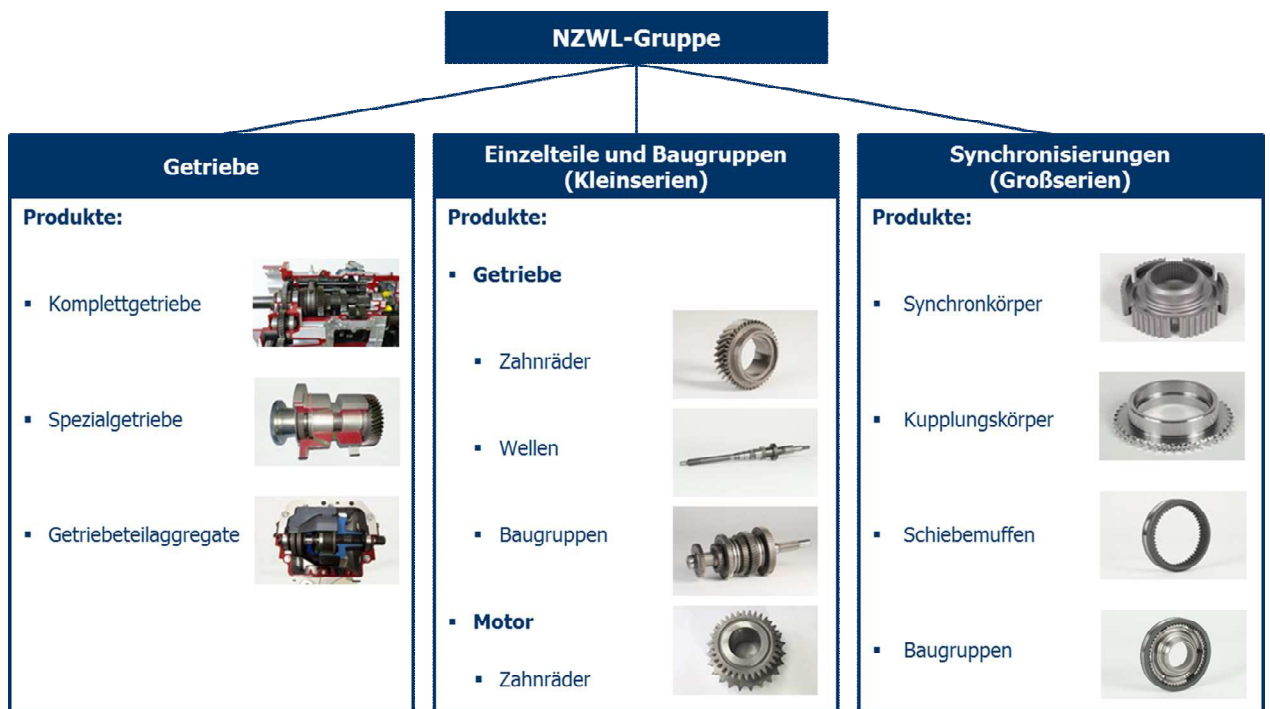 NZWL-Gruppe
Getriebe
Produkte:
▪ Komplettgetriebe
▪ Spezialgetriebe
▪ Getriebeteilaggregate
Einzelteile und Baugruppen
(Kleinserien)
Produkte:
▪ Getriebe
▪ Zahnräder
▪ Wellen
▪ Baugruppen
▪ Motor
▪ Zahnräder
Synchronisierungen
(Großserien)
Produkte:
▪ Synchronkörper
▪ Kupplungskörper
▪ Schiebemuffen
▪ Baugruppen